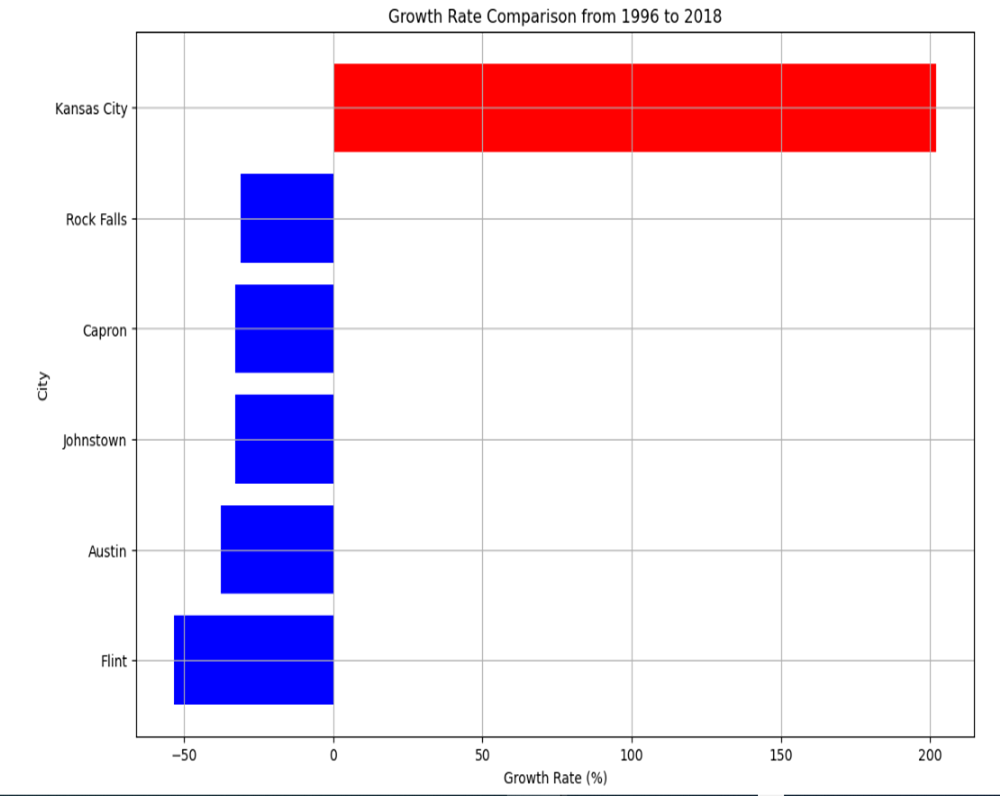 Growth Rate Comparison from 1996 to 2018
Kansas City
Rock Falls
Capron
City
Johnstown
Austin
Flint
−50 0 50 100 150 200
Growth Rate (%)